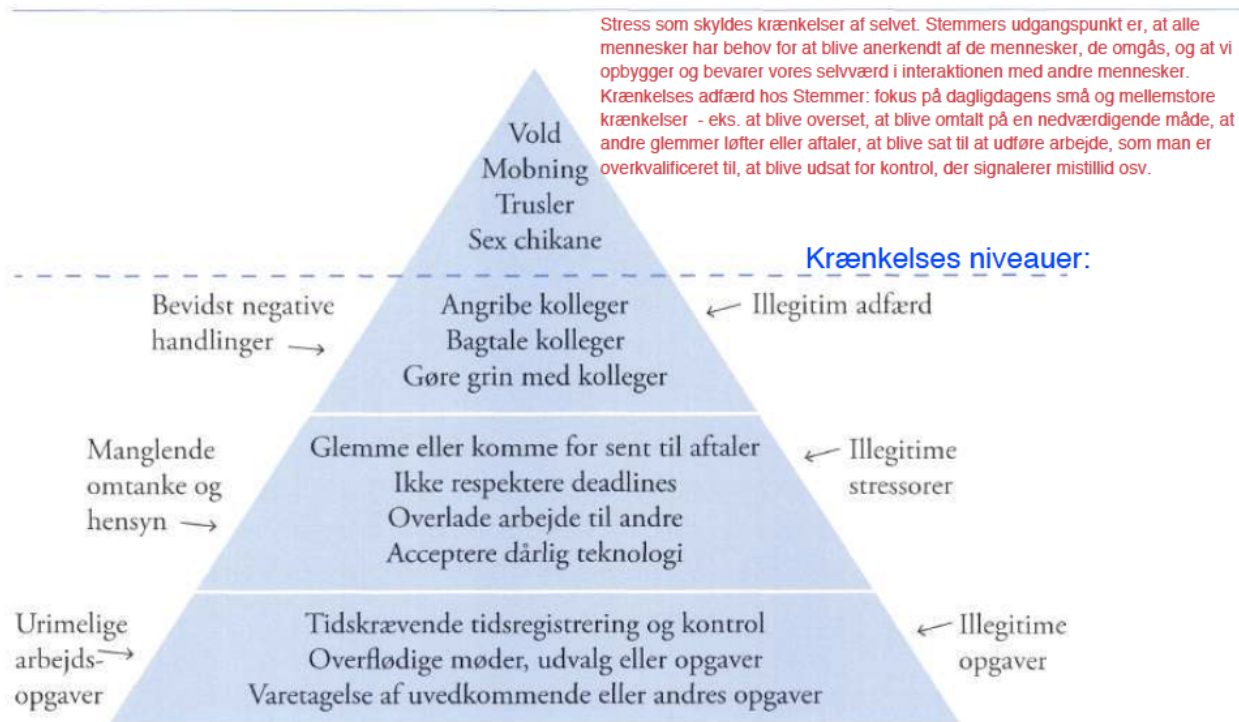 Stress som skyldes krænkelser af selvet. Stemmers udgangspunkt er, at alle
mennesker har behov for at blive anerkendt af de mennesker, de omgås, og at vi
opbygger og bevarer vores selvværd i interaktionen med andre mennesker.
Krænkelses adfærd hos Stemmer: fokus på dagligdagens små og mellemstore
krænkelser - eks. at blive overset, at blive omtalt på en nedværdigende måde, at
andre glemmer løfter eller aftaler, at blive sat til at udføre arbejde, som man er
overkvalificeret til, at blive udsat for kontrol, der signalerer mistillid osv.
Vold
Mobning
Trusler
Sex chikane
Krænkelses niveauer:
Bevidst negative
handlinger →
Angribe kolleger
Bagtale kolleger
Gøre grin med kolleger
← Illegitim adfærd
Manglende
omtanke og
hensyn →
Glemme eller komme for sent til aftaler
Ikke respektere deadlines
Overlade arbejde til andre
Acceptere dårlig teknologi
← Illegitime
stressorer
Urimelige
arbejds- →
opgaver
Tidskrævende tidsregistrering og kontrol
Overflødige møder, udvalg eller opgaver
Varetagelse af uvedkommende eller andres opgaver
← Illegitime
opgaver